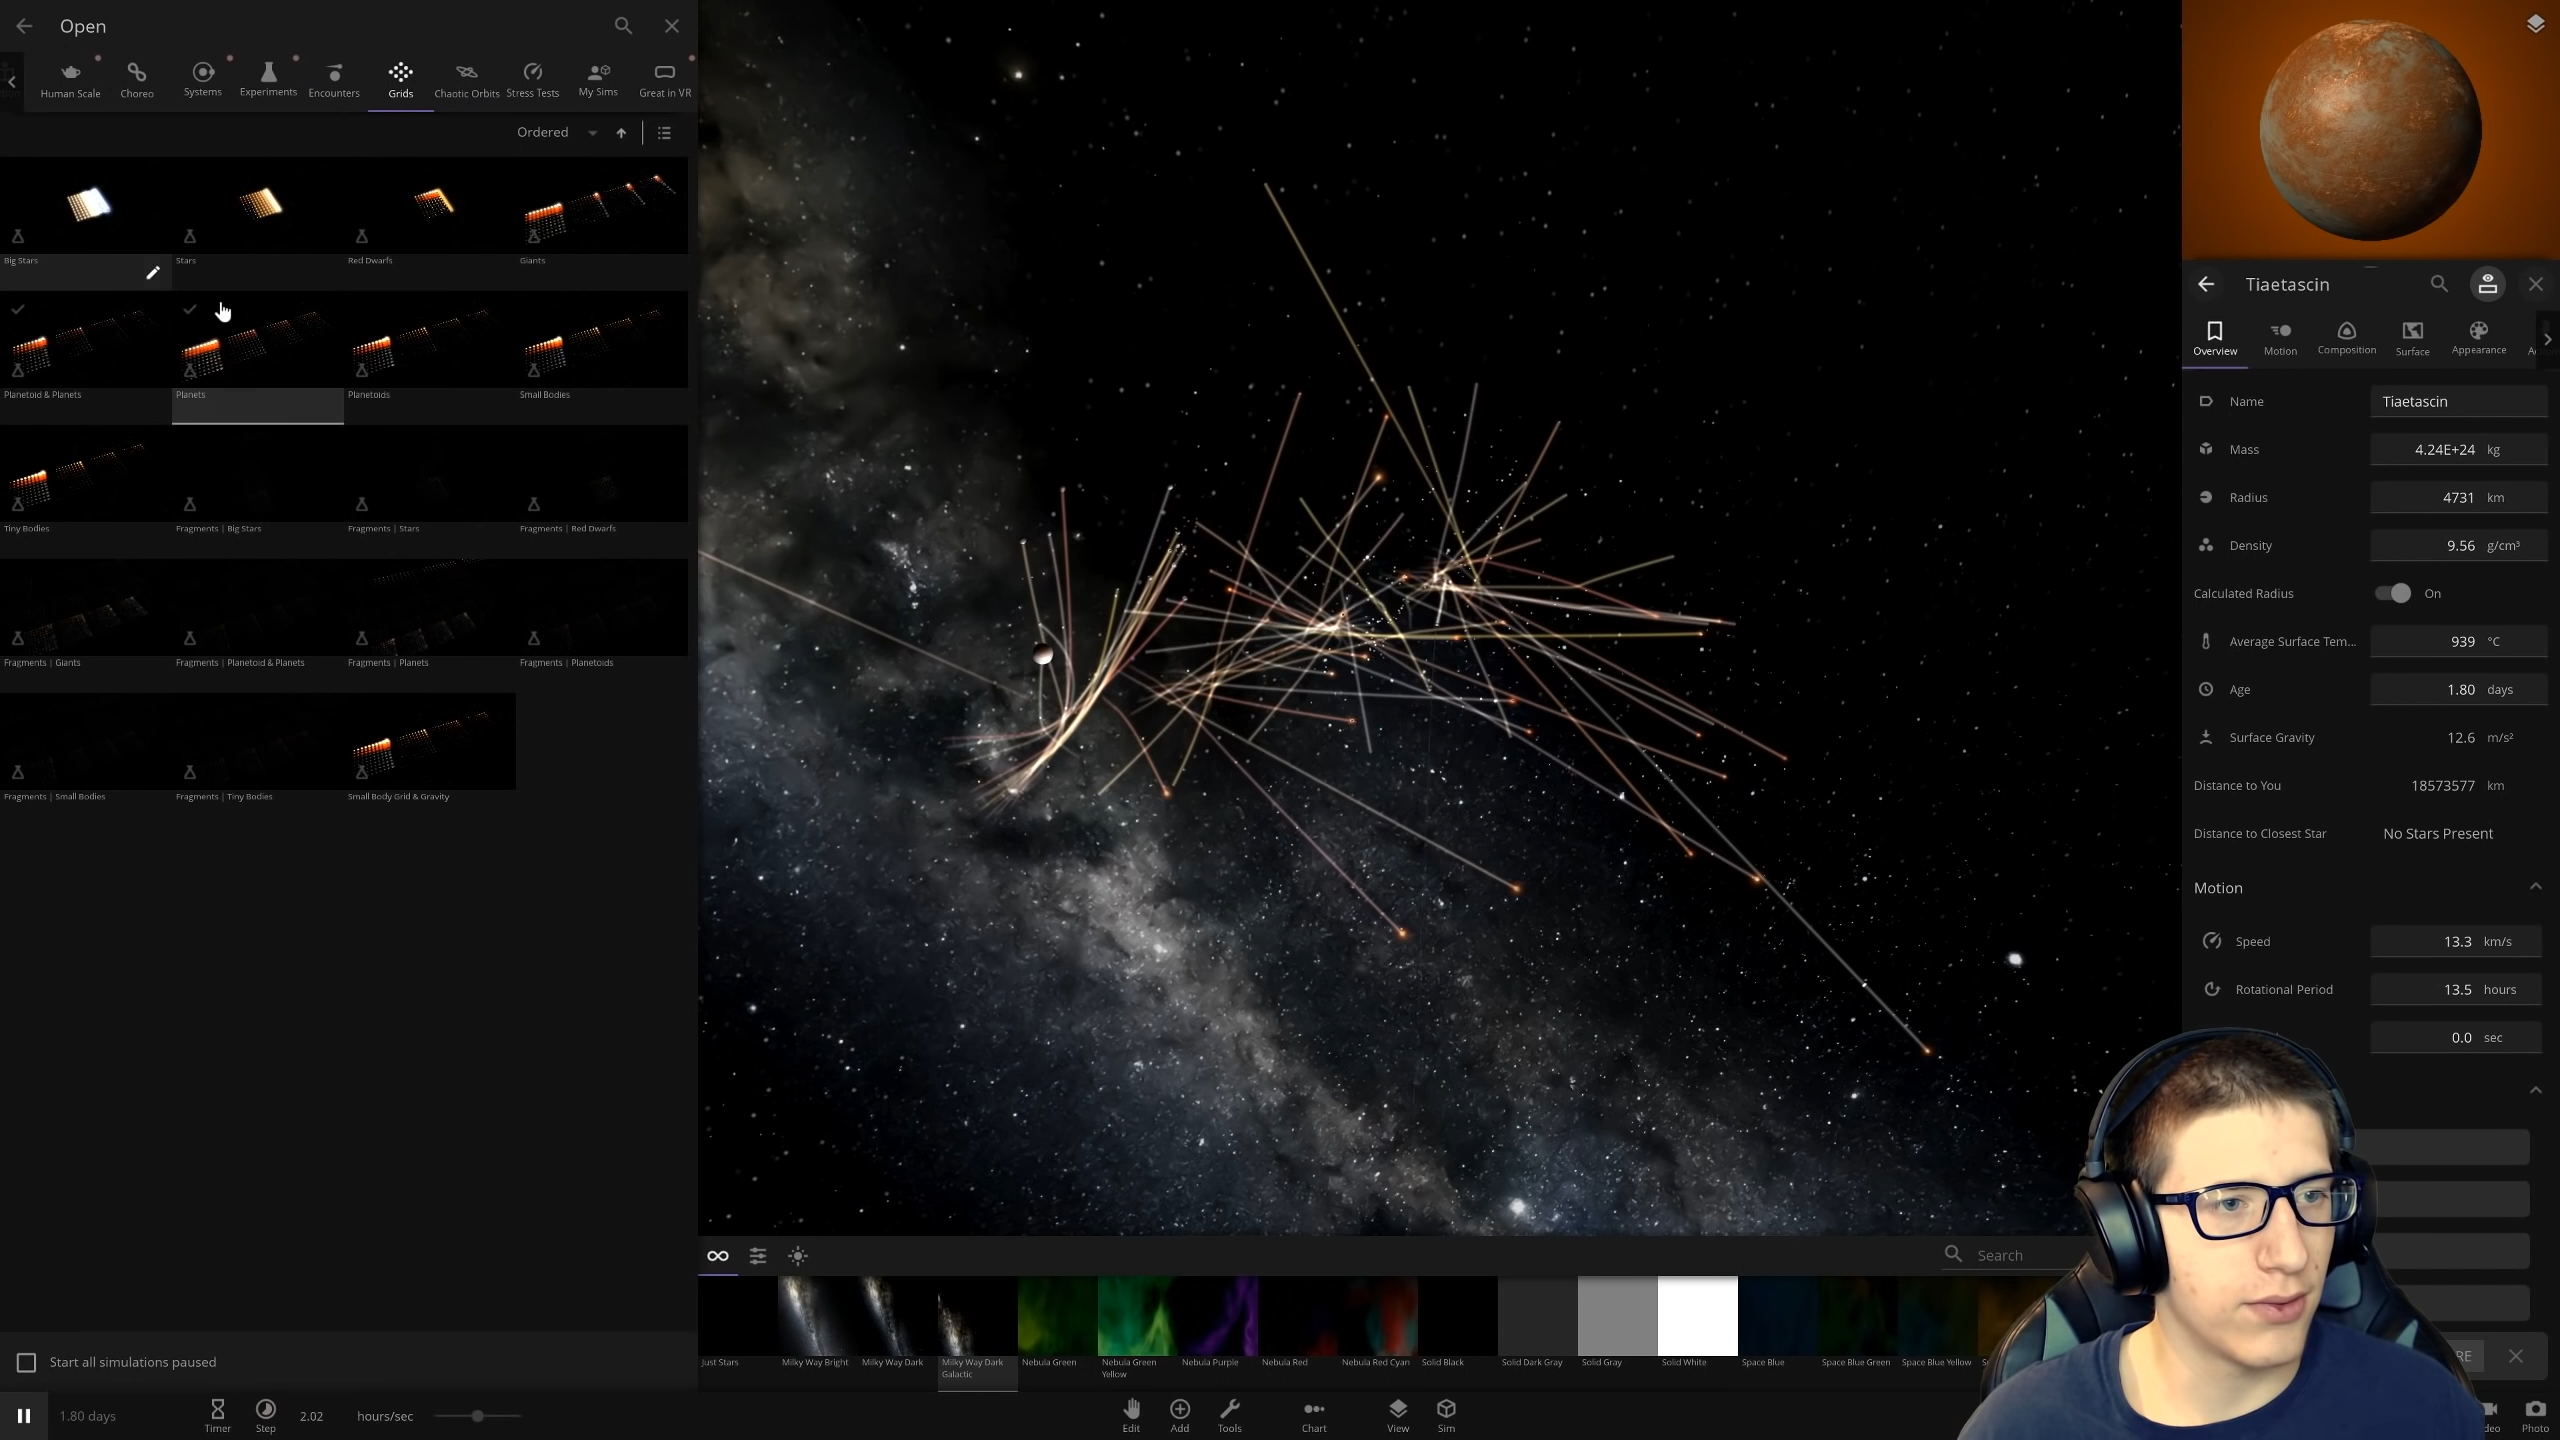 Open
Human Scale
Choreo
Systems
Experiments
Encounters
Grids
Chaotic Orbits
Stress Tests
My Sims
Great in VR
Ordered
Big Stars
Stars
Red Dwarfs
Giants
Planetoid & Planets
Planets
Planetoids
Small Bodies
Tiny Bodies
Fragments | Big Stars
Fragments | Stars
Fragments | Red Dwarfs
Fragments | Giants
Fragments | Planetoid & Planets
Fragments | Planets
Fragments | Planetoids
Fragments | Small Bodies
Fragments | Tiny Bodies
Small Body Grid & Gravity
Start all simulations paused
1.80 days
Timer
Step
2.02 hours/sec
Search
Just Stars
Milky Way Bright
Milky Way Dark
Milky Way Dark
Galactic
Nebula Green
Nebula Green
Yellow
Nebula Purple
Nebula Red
Nebula Red Cyan
Solid Black
Solid Dark Gray
Solid Gray
Solid White
Space Blue
Space Blue Green
Space Blue Yellow
Edit
Add
Tools
Chart
View
Sim
Tiaetascin
Overview
Motion
Composition
Surface
Appearance
Name Tiaetascin
Mass 4.24E+24 kg
Radius 4731 km
Density 9.56 g/cm³
Calculated Radius On
Average Surface Tem... 939 °C
Age 1.80 days
Surface Gravity 12.6 m/s²
Distance to You 18573577 km
Distance to Closest Star No Stars Present
Motion
Speed 13.3 km/s
Rotational Period 13.5 hours
0.0 sec
RE
deo
Photo